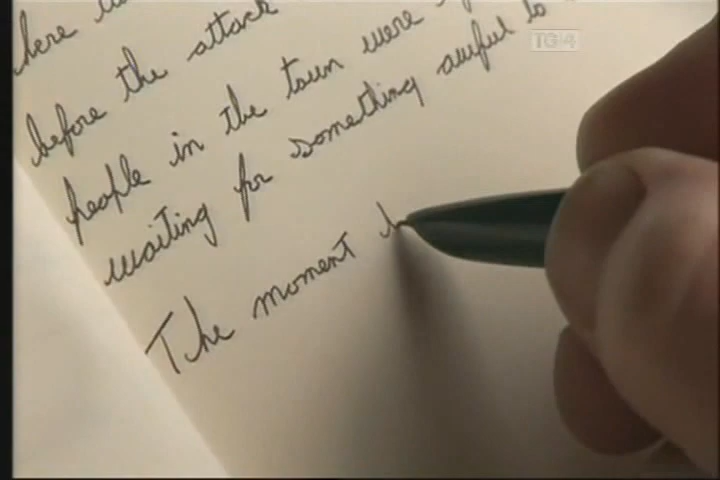 here
before the attack
people in the town were
waiting for something awful to
The moment
TG4